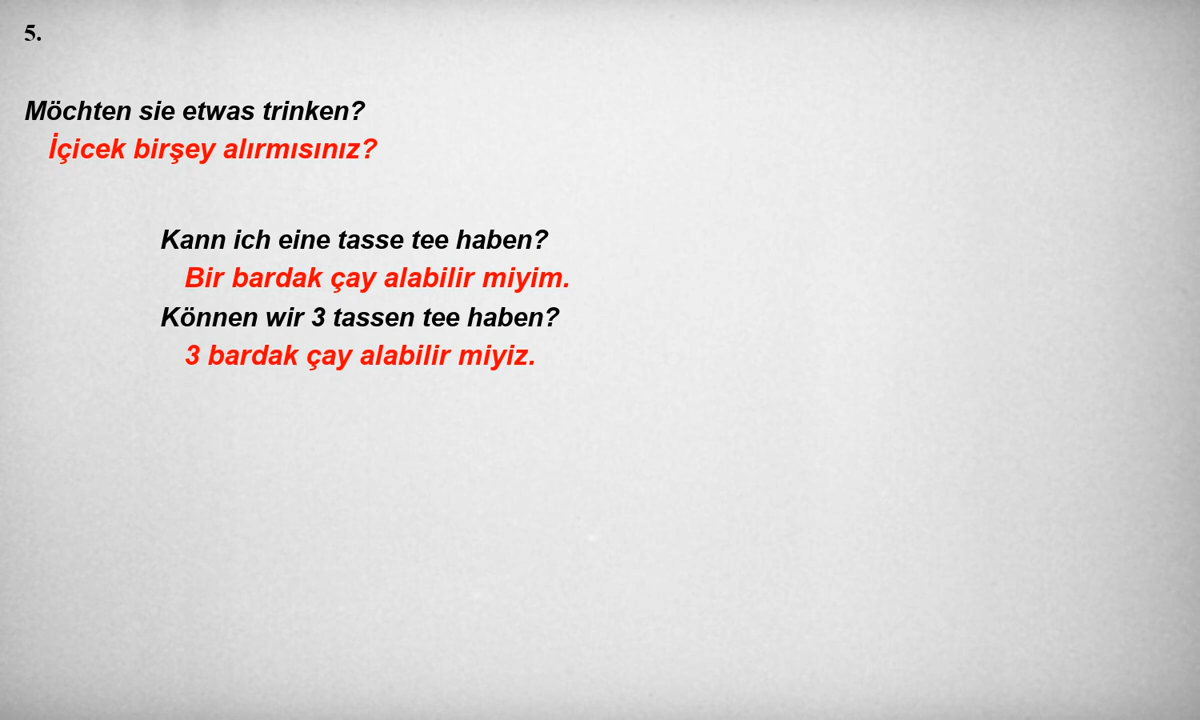 5.
Möchten sie etwas trinken?
İçicek birşey alırmısınız?
Kann ich eine tasse tee haben?
Bir bardak çay alabilir miyim.
Können wir 3 tassen tee haben?
3 bardak çay alabilir miyiz.